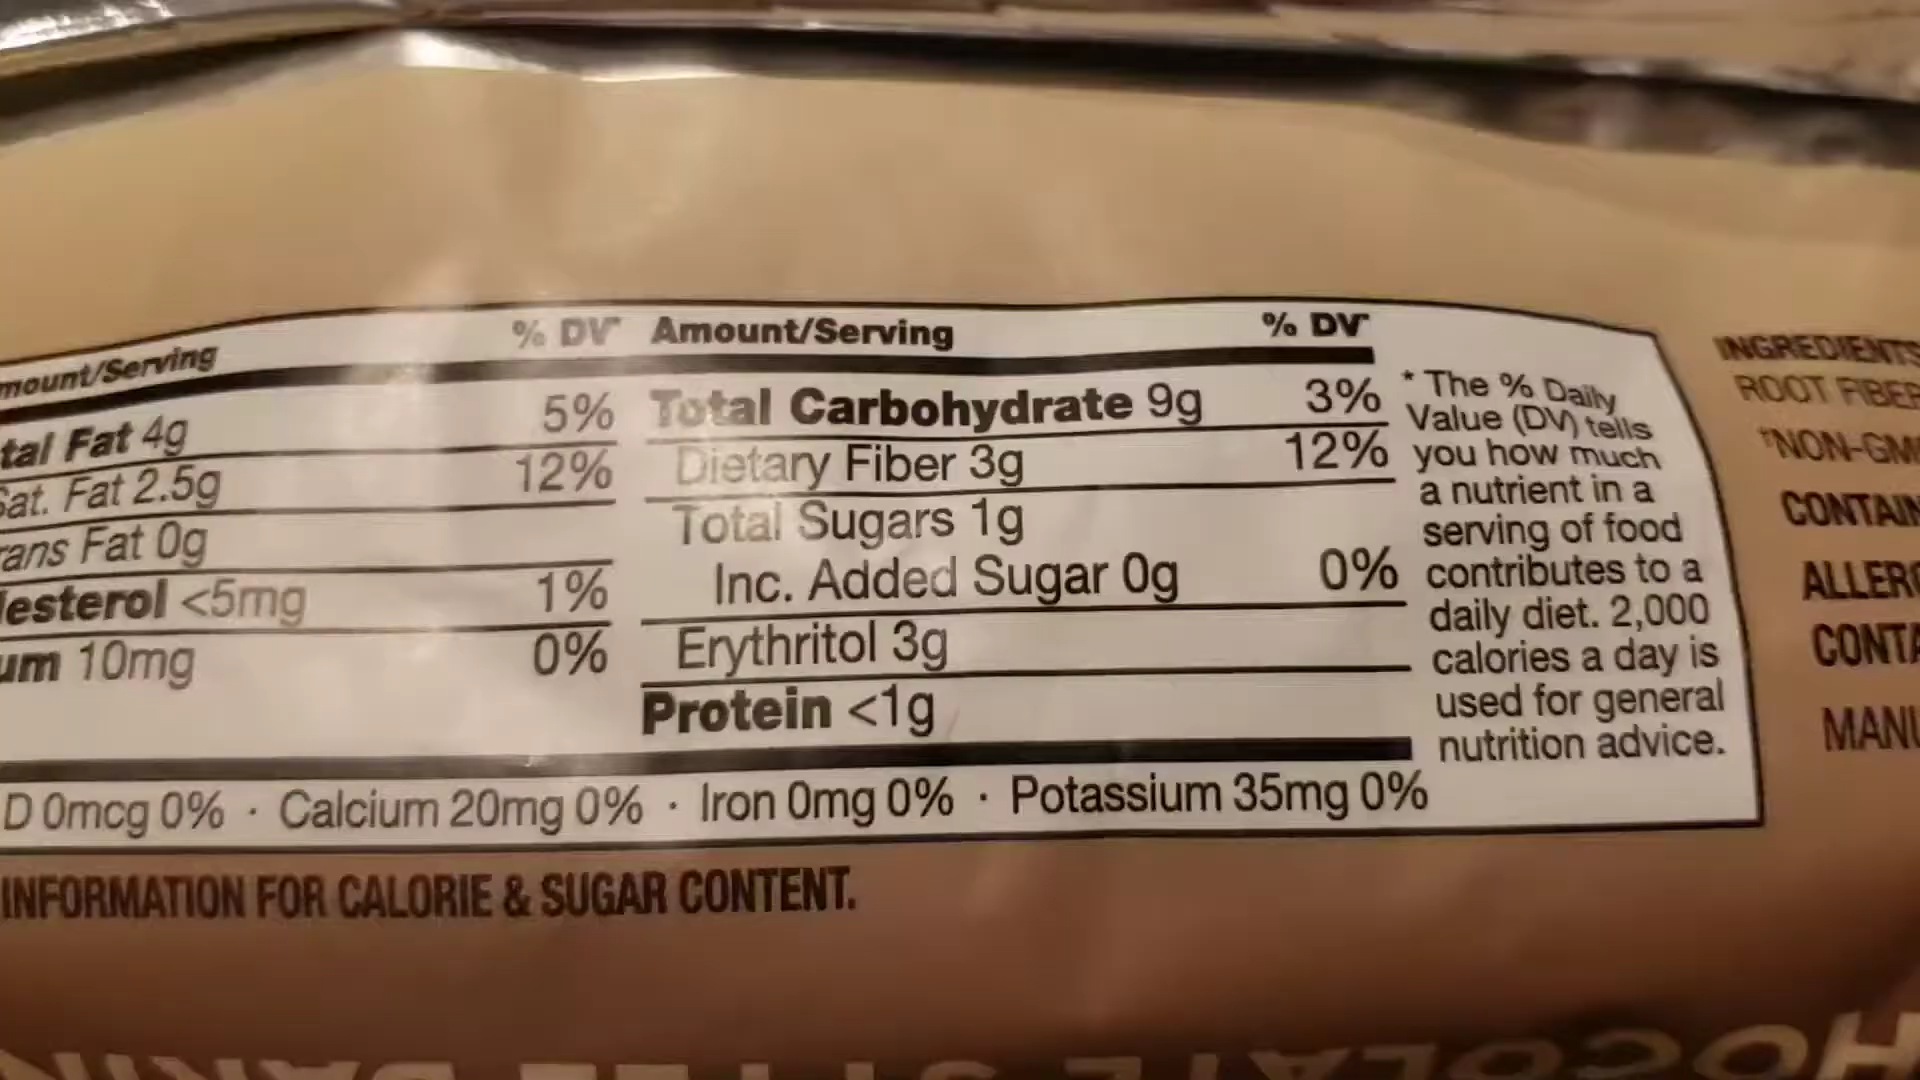 mount/Serving % DV* Amount/Serving % DV*
tal Fat 4g 5% Total Carbohydrate 9g 3%
Sat. Fat 2.5g 12% Dietary Fiber 3g 12%
rans Fat 0g Total Sugars 1g
lesterol <5mg 1% Inc. Added Sugar 0g 0%
um 10mg 0% Erythritol 3g
Protein <1g
* The % Daily
Value (DV) tells
you how much
a nutrient in a
serving of food
contributes to a
daily diet. 2,000
calories a day is
used for general
nutrition advice.
D 0mcg 0% · Calcium 20mg 0% · Iron 0mg 0% · Potassium 35mg 0%
INFORMATION FOR CALORIE & SUGAR CONTENT.
INGREDIENTS
ROOT FIBER
†NON-GM
CONTAIN
ALLERG
CONTA
MANU
HOCOLATE STYLE BAKIN